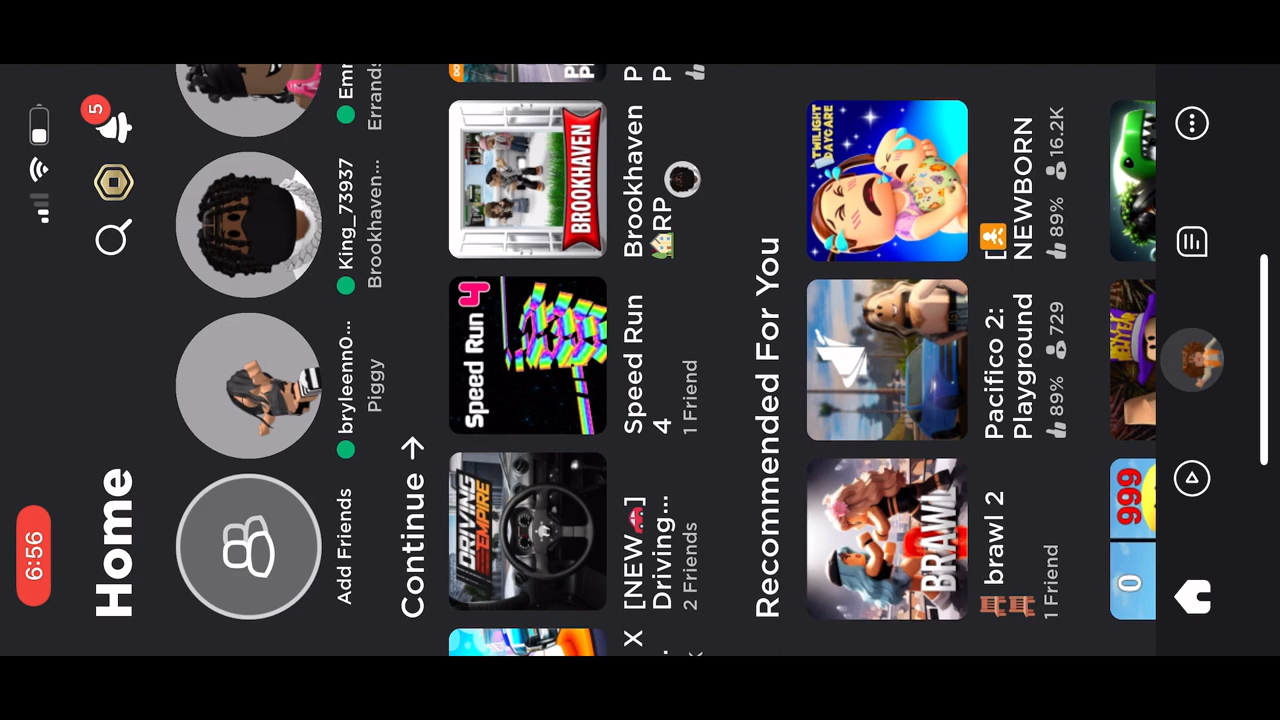 6:56
5
Home
Add Friends
bryleenn0...
Piggy
King_73937
Brookhaven...
Emr
Errands
Continue →
DRIVING
EMPIRE
Speed Run 4
BROOKHAVEN
X
[NEW🚗]
Driving...
2 Friends
Speed Run
4
1 Friend
Brookhaven
🏡RP
P
P
Recommended For You
BRAWL
TWILIGHT
DAYCARE
brawl 2
1 Friend
Pacifico 2:
Playground
89% 729
[👶]
NEWBORN
89% 16.2K
0
999